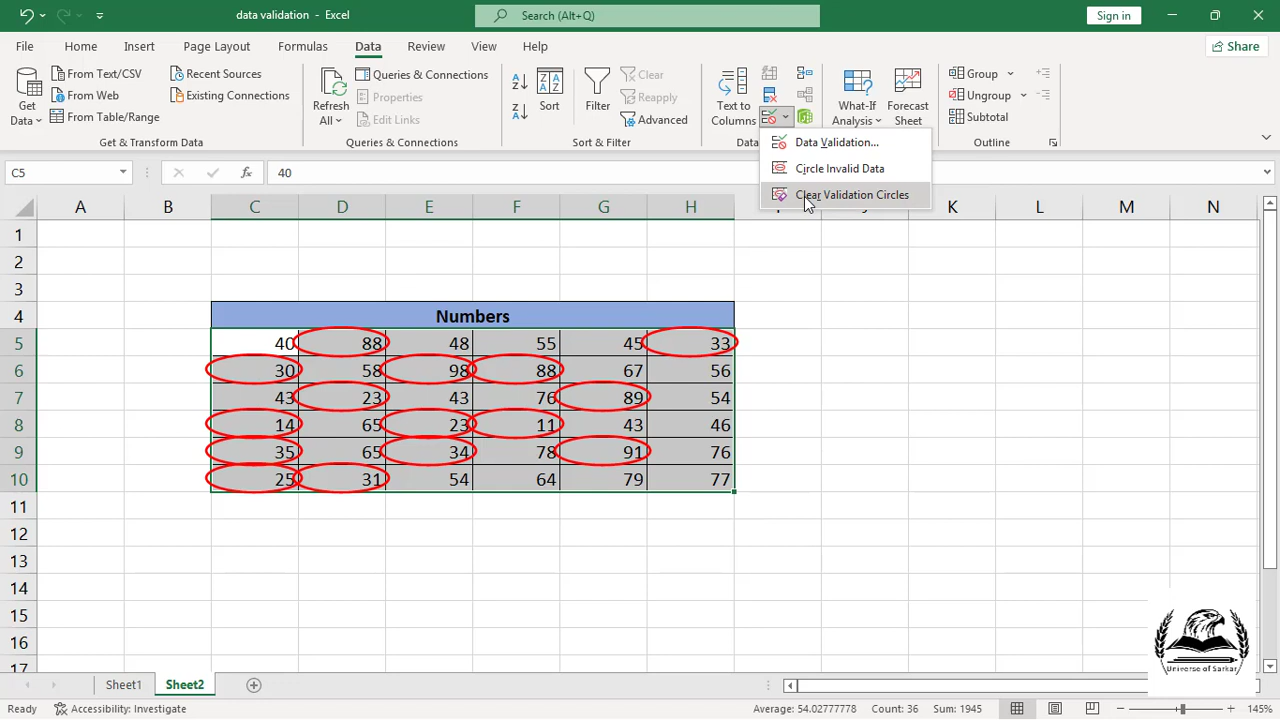 data validation - Excel
Search (Alt+Q)
Sign in
File Home Insert Page Layout Formulas Data Review View Help
Share
Get Data
From Text/CSV
From Web
From Table/Range
Recent Sources
Existing Connections
Get & Transform Data
Refresh All
Queries & Connections
Properties
Edit Links
Queries & Connections
Sort
Filter
Clear
Reapply
Advanced
Sort & Filter
Text to Columns
What-If Analysis
Forecast Sheet
Group
Ungroup
Subtotal
Outline
Data Validation...
Circle Invalid Data
Clear Validation Circles
C5
fx
40
A B C D E F G H K L M N
1
2
3
4 Numbers
5 40 88 48 55 45 33
6 30 58 98 88 67 56
7 43 23 43 76 89 54
8 14 65 23 11 43 46
9 35 65 34 78 91 76
10 25 31 54 64 79 77
11
12
13
14
15
16
17
Universe of Sarkar
Sheet1 Sheet2
Ready Accessibility: Investigate Average: 54.02777778 Count: 36 Sum: 1945 145%